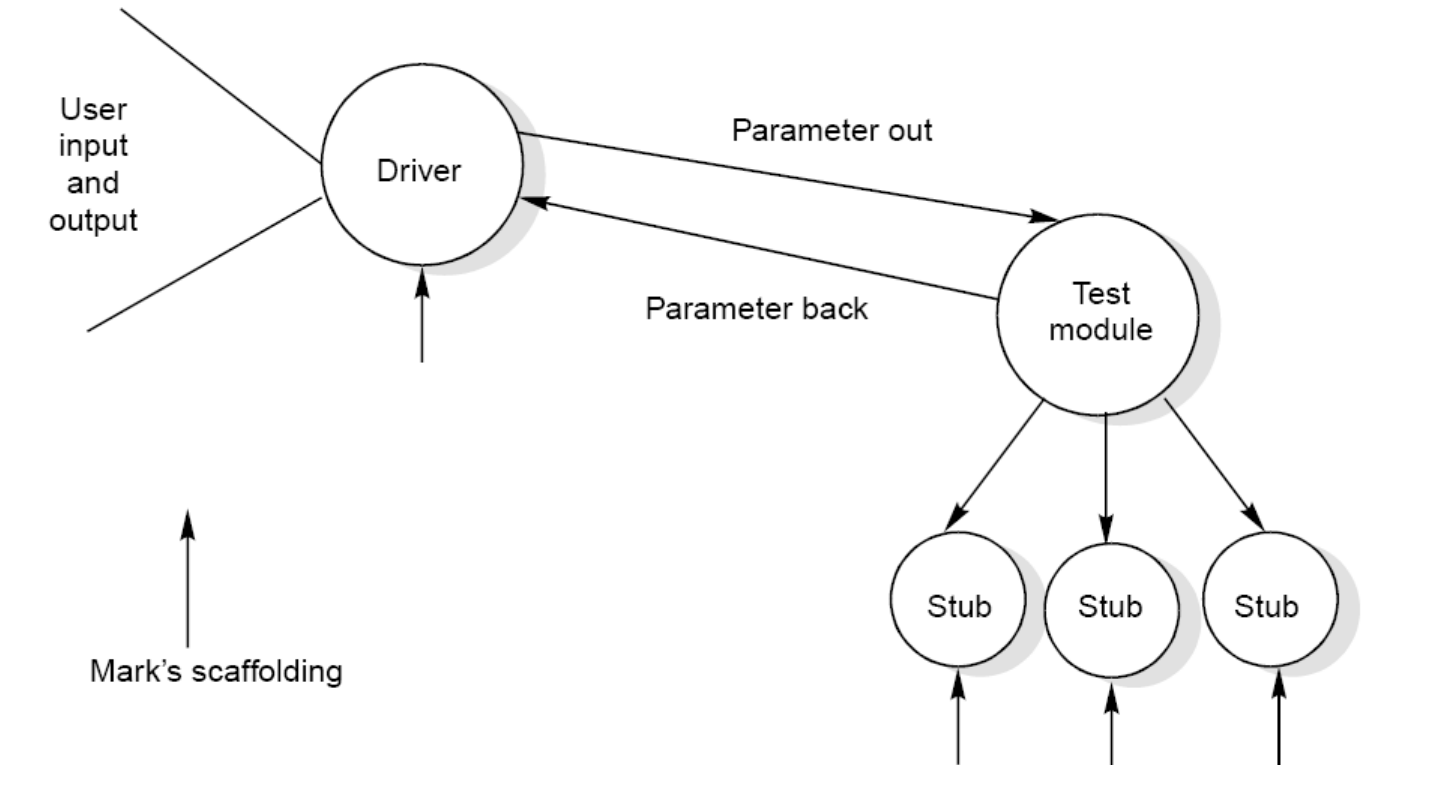 User
input
and
output
Driver
Parameter out
Parameter back
Test
module
Stub
Stub
Stub
Mark’s scaffolding